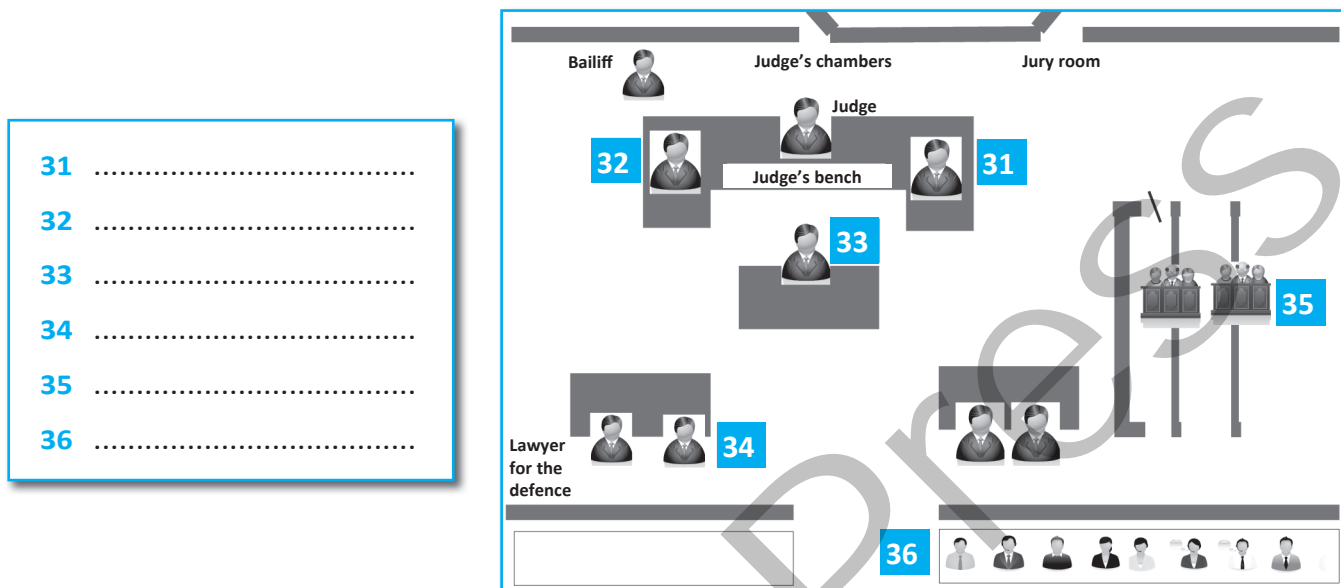 31 ........................................
32 ........................................
33 ........................................
34 ........................................
35 ........................................
36 ........................................
Bailiff
Judge's chambers
Jury room
Judge
32
31
Judge's bench
33
35
Lawyer
for the
defence
34
36
Press